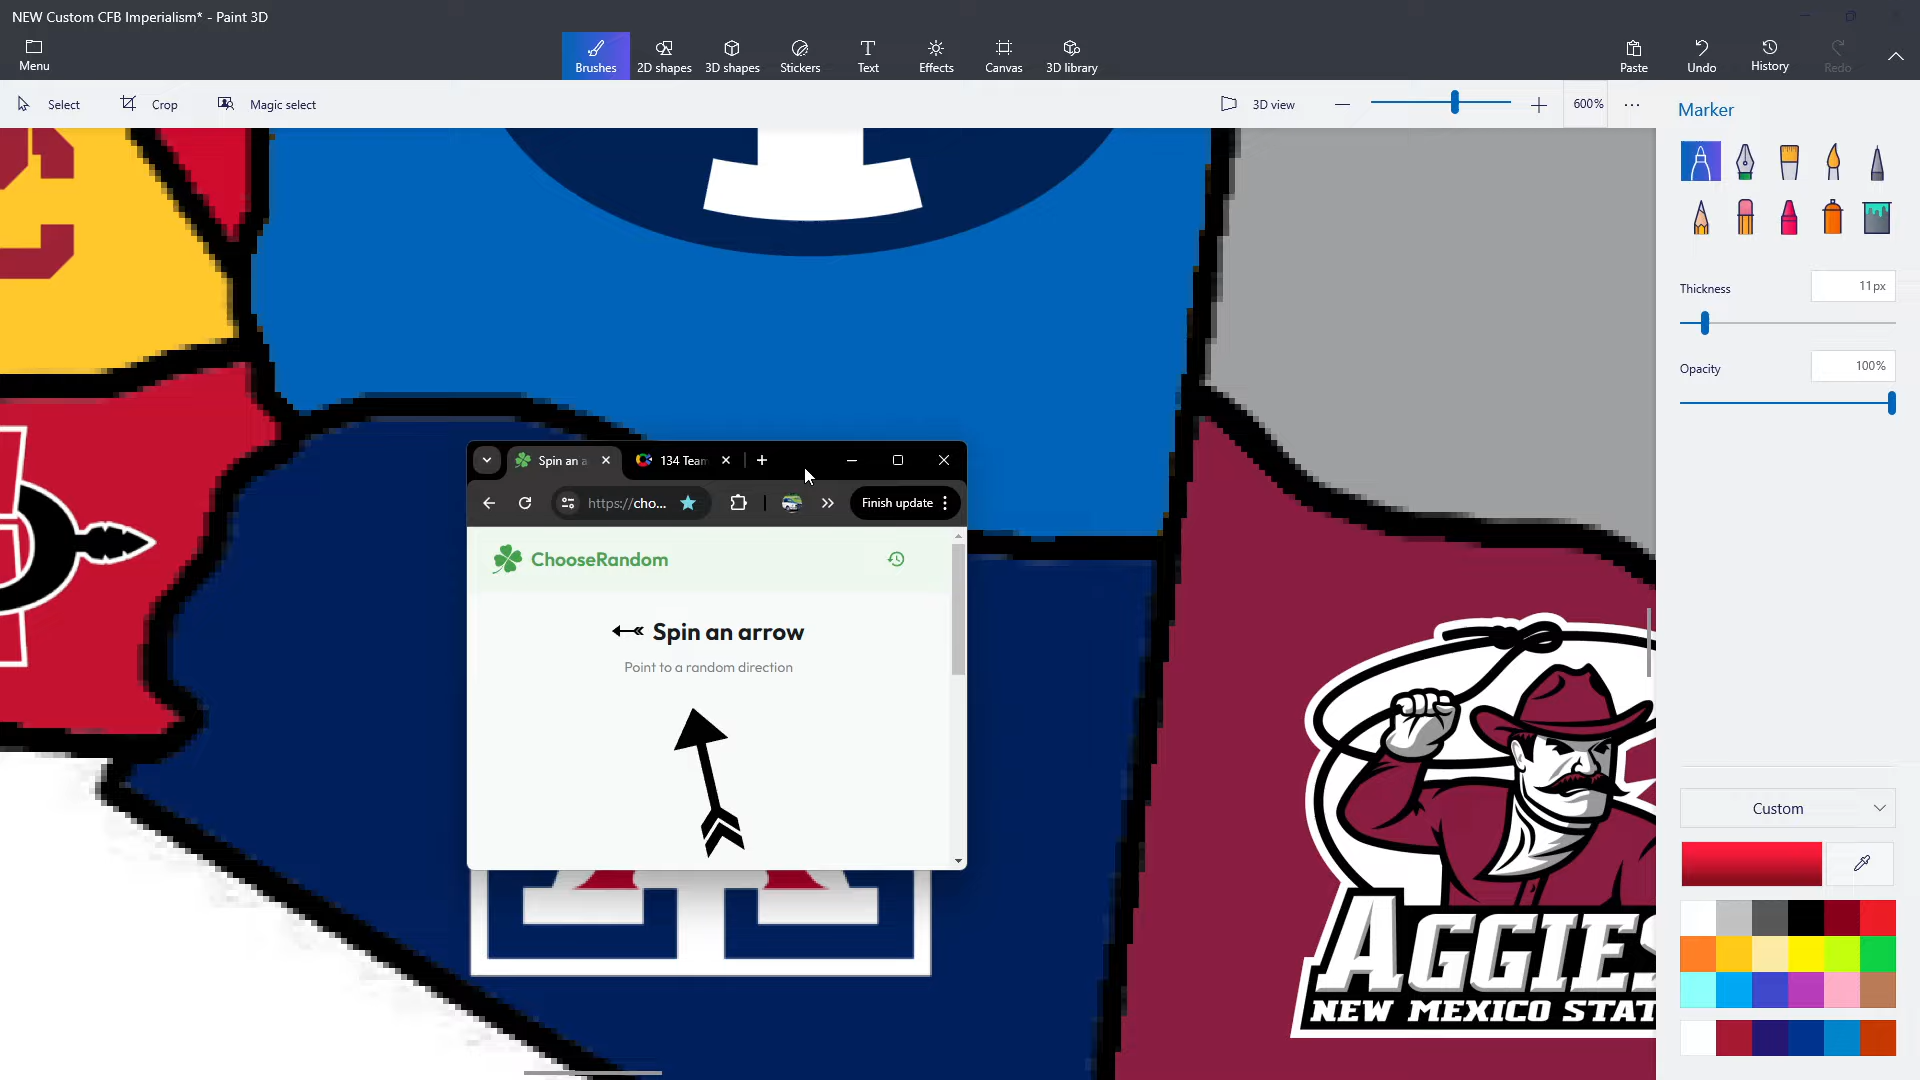 NEW Custom CFB Imperialism* - Paint 3D
Menu
Brushes
2D shapes
3D shapes
Stickers
Text
Effects
Canvas
3D library
Paste
Undo
History
Redo
Select
Crop
Magic select
3D view
600%
Marker
Thickness
11px
Opacity
100%
Custom
Spin an a
134 Team
https://cho...
Finish update
ChooseRandom
Spin an arrow
Point to a random direction
AGGIES
NEW MEXICO STAT